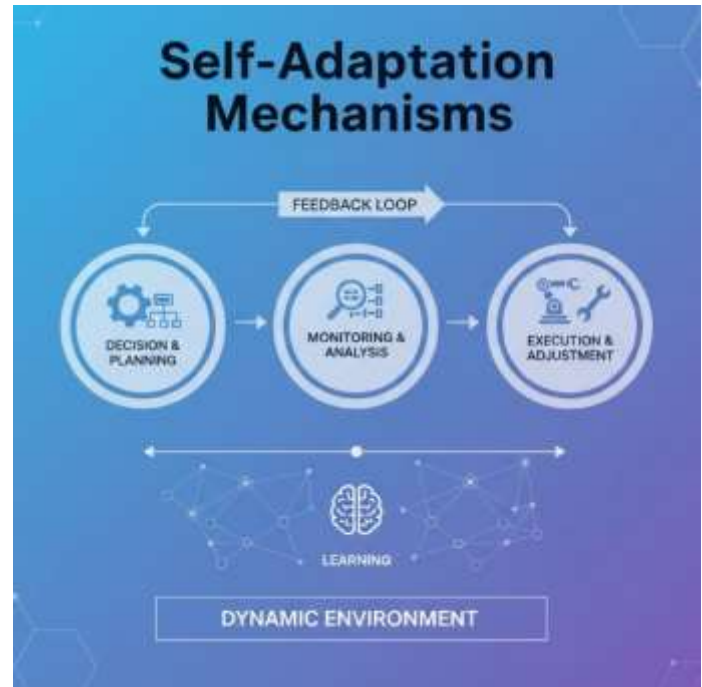 Self-Adaptation
Mechanisms
FEEDBACK LOOP
DECISION &
PLANNING
MONITORING &
ANALYSIS
EXECUTION &
ADJUSTMENT
LEARNING
DYNAMIC ENVIRONMENT